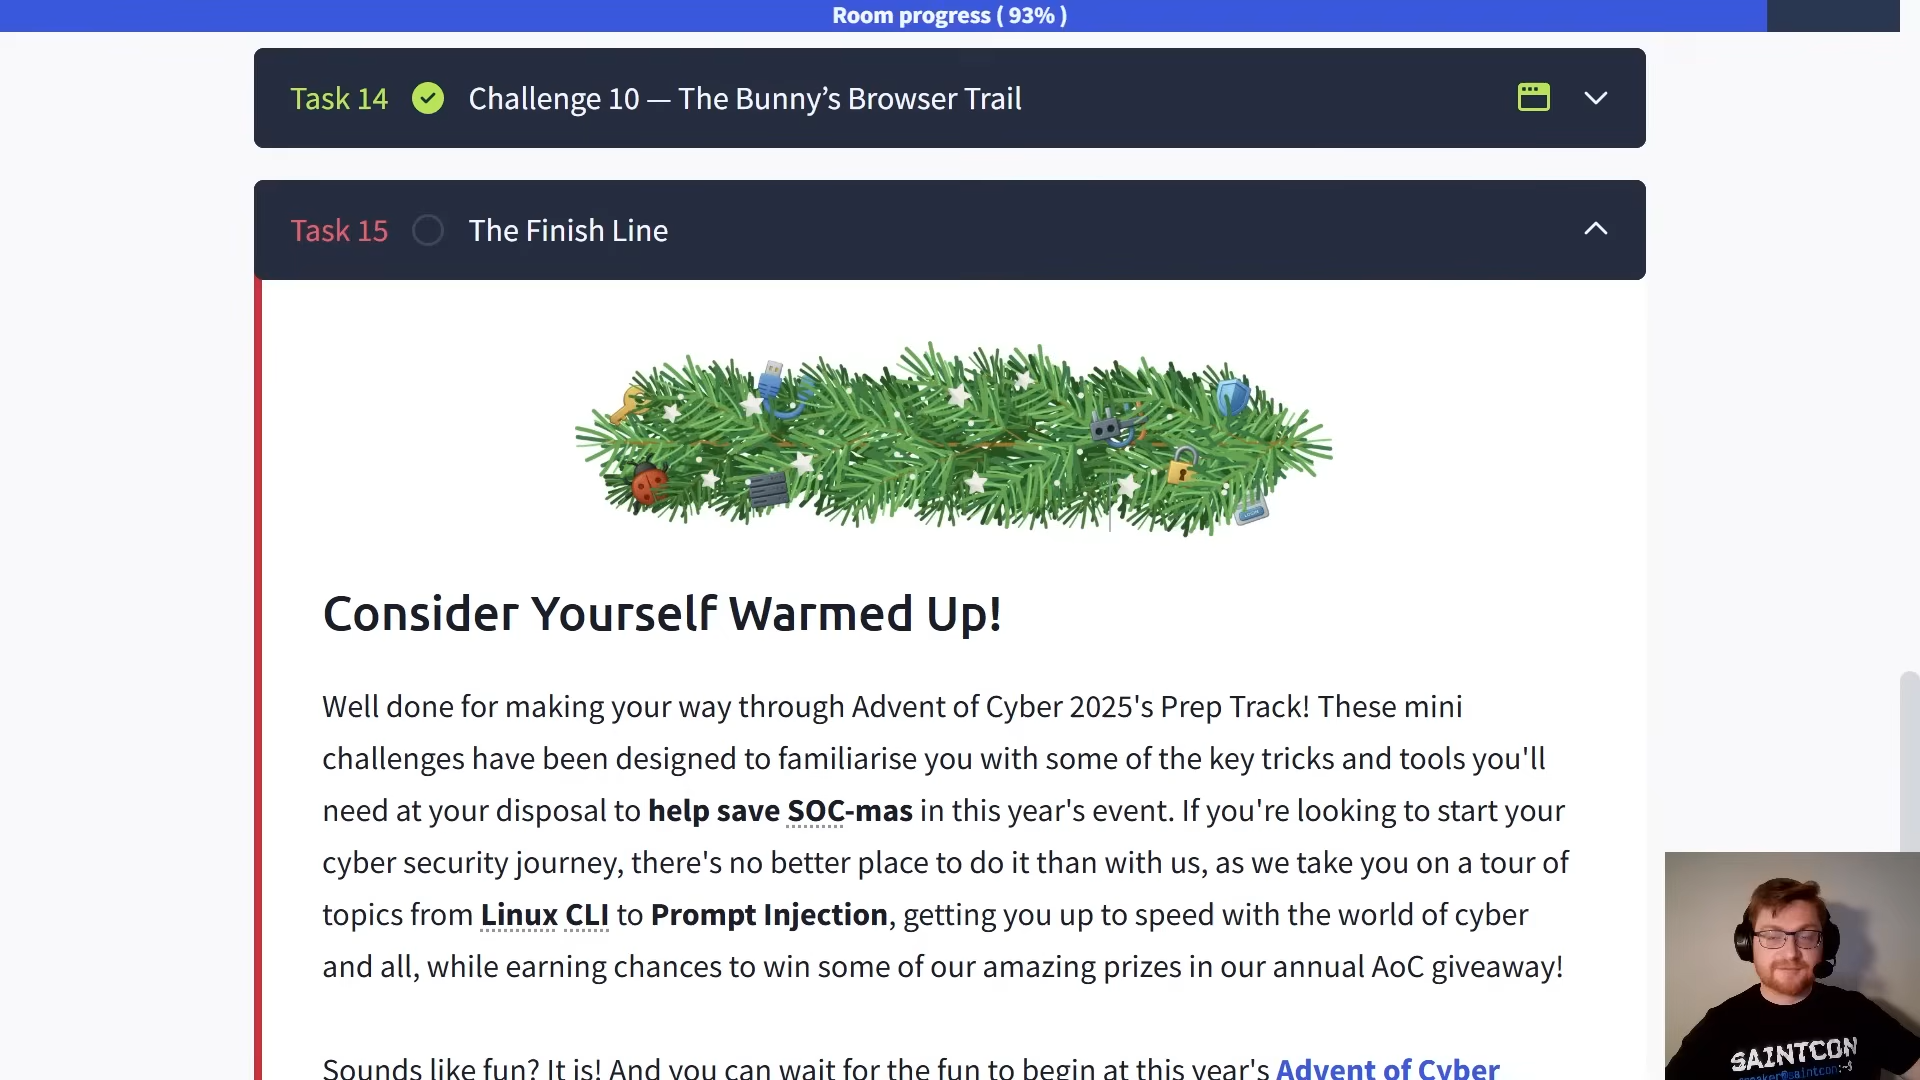 Room progress ( 93% )
Task 14 Challenge 10 — The Bunny’s Browser Trail
Task 15 The Finish Line
Consider Yourself Warmed Up!
Well done for making your way through Advent of Cyber 2025's Prep Track! These mini
challenges have been designed to familiarise you with some of the key tricks and tools you'll
need at your disposal to help save SOC-mas in this year's event. If you're looking to start your
cyber security journey, there's no better place to do it than with us, as we take you on a tour of
topics from Linux CLI to Prompt Injection, getting you up to speed with the world of cyber
and all, while earning chances to win some of our amazing prizes in our annual AoC giveaway!
Sounds like fun? It is! And you can wait for the fun to begin at this year's Advent of Cyber
SAINTCON